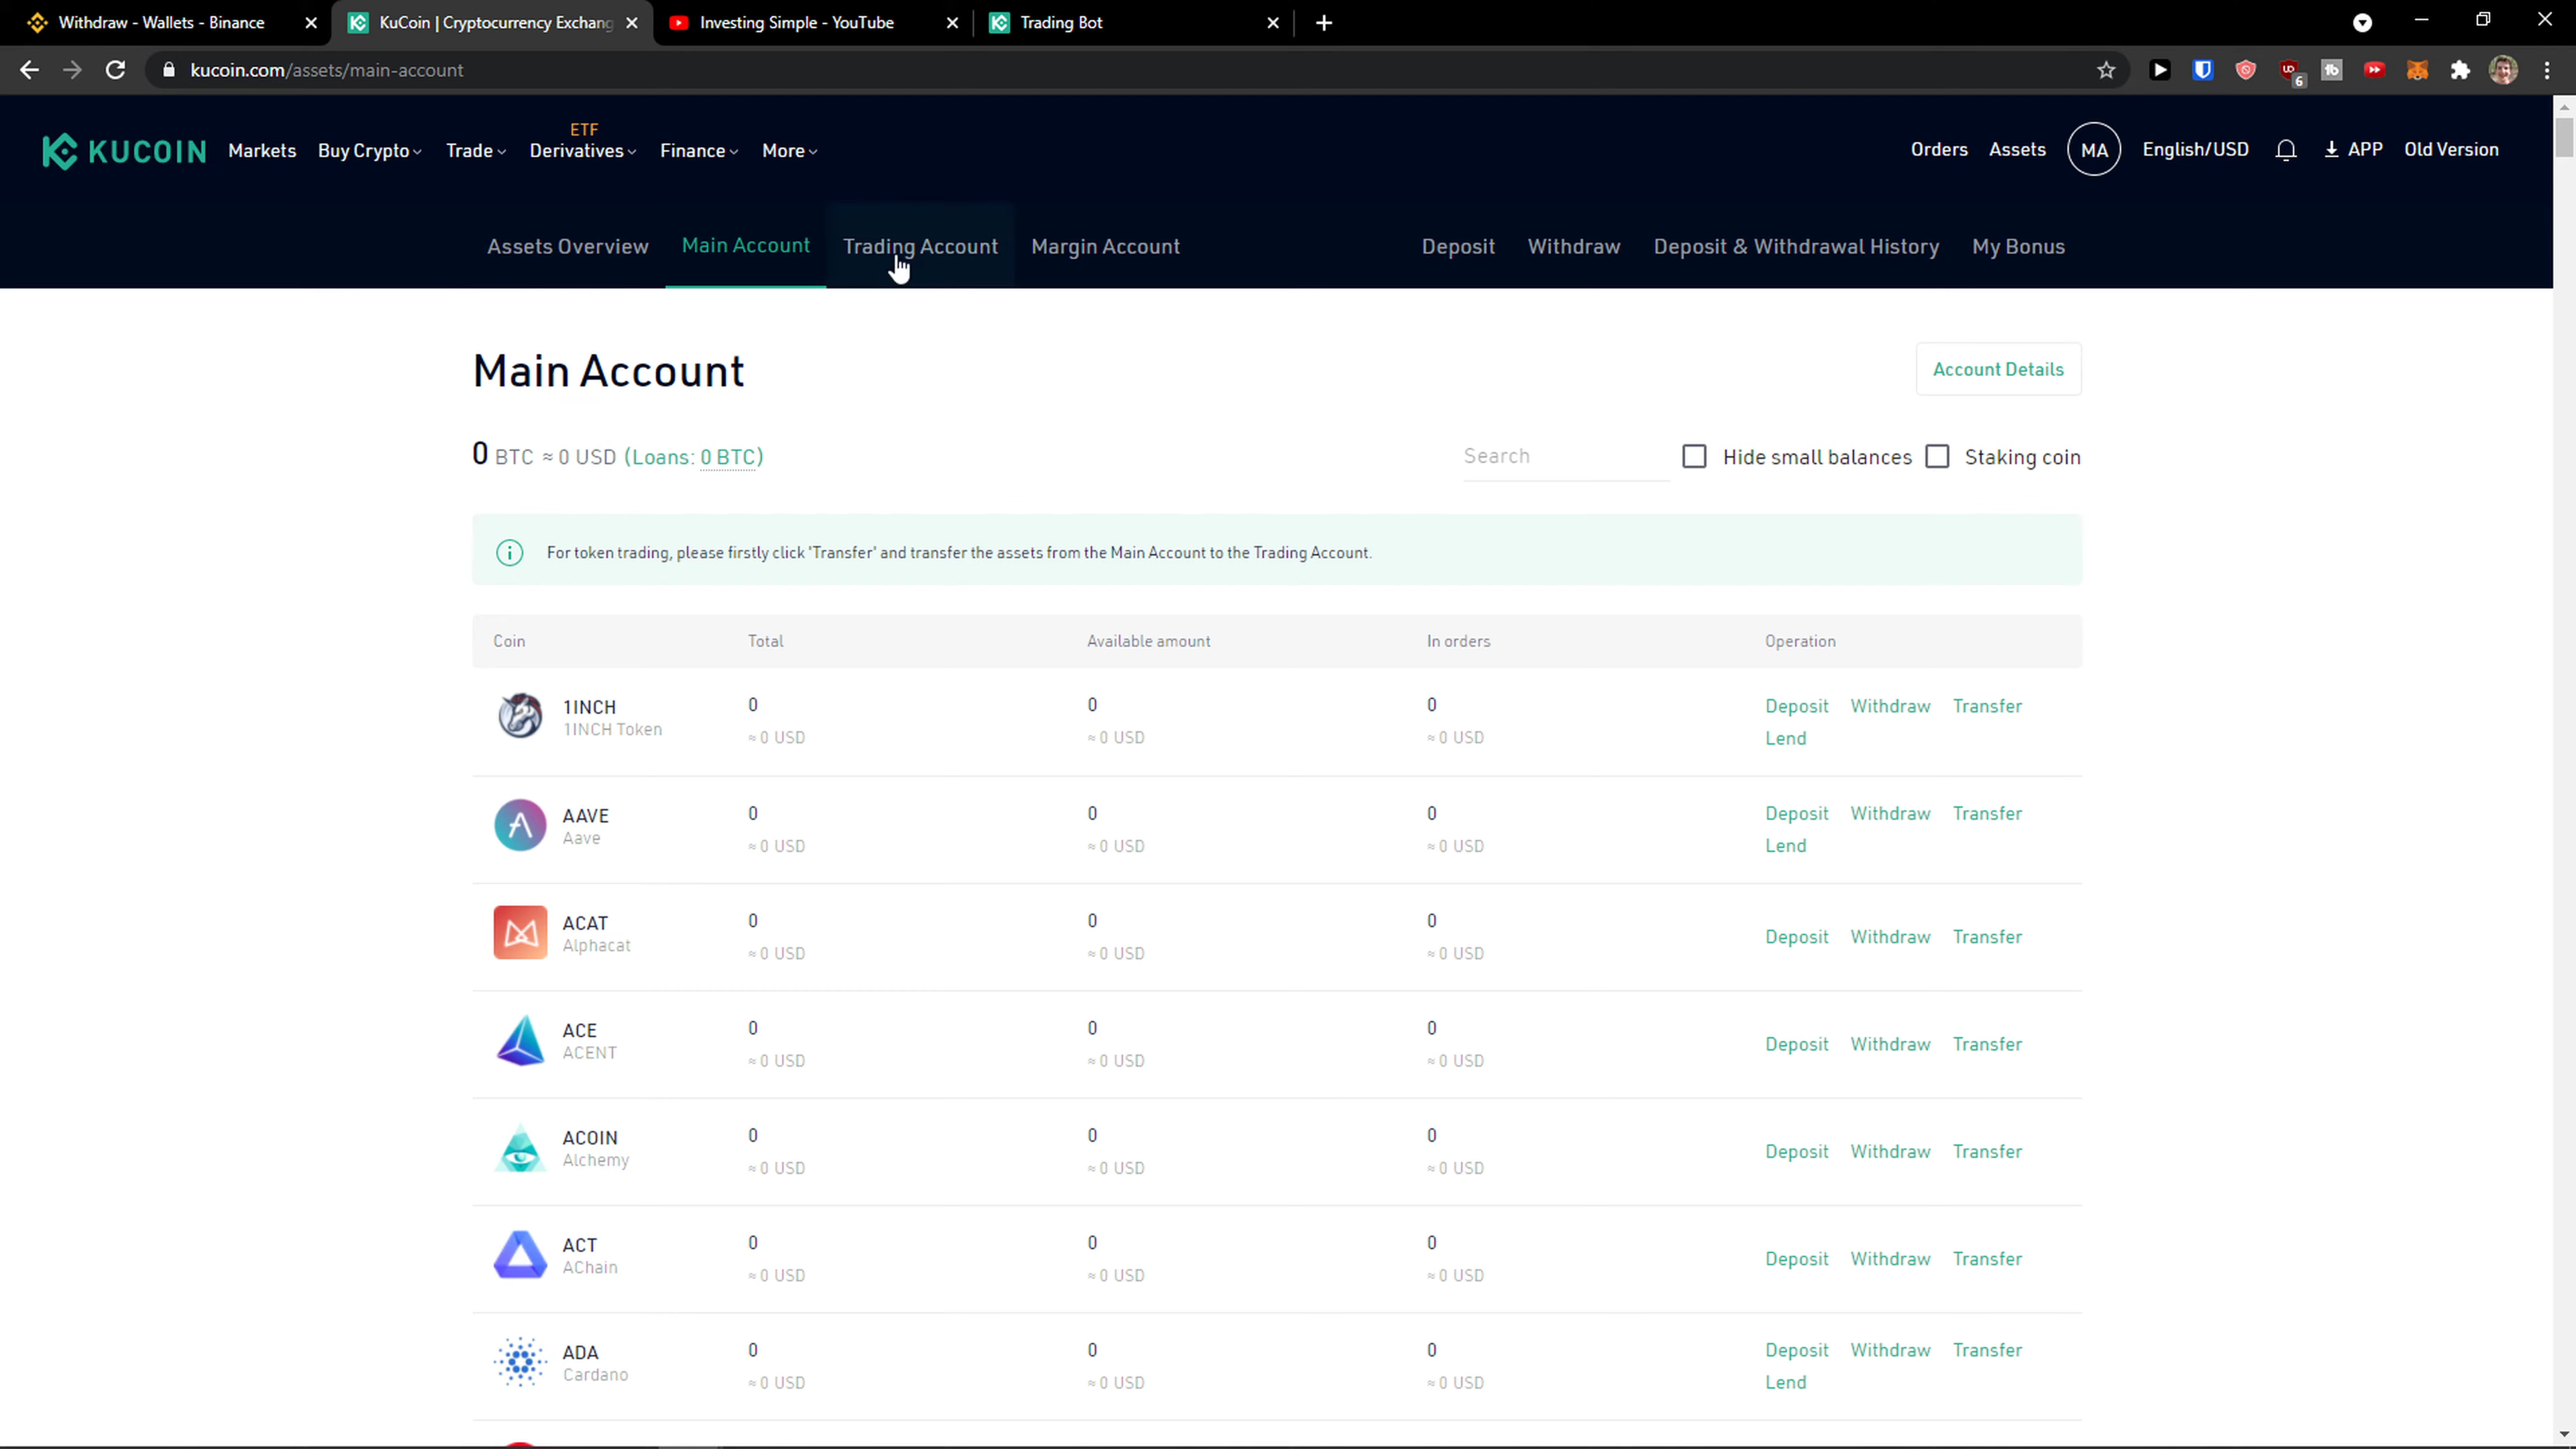 Withdraw - Wallets - Binance
KuCoin | Cryptocurrency Exchang
Investing Simple - YouTube
Trading Bot
kucoin.com/assets/main-account
UD
6
tb
KUCOIN
Markets
Buy Crypto
Trade
ETF
Derivatives
Finance
More
Orders
Assets
MA
English/USD
APP
Old Version
Assets Overview
Main Account
Trading Account
Margin Account
Deposit
Withdraw
Deposit & Withdrawal History
My Bonus
Main Account
Account Details
0 BTC ≈ 0 USD (Loans: 0 BTC)
Search
Hide small balances
Staking coin
For token trading, please firstly click 'Transfer' and transfer the assets from the Main Account to the Trading Account.
Coin Total Available amount In orders Operation
1INCH 0 0 0 Deposit Withdraw Transfer
1INCH Token ≈ 0 USD ≈ 0 USD ≈ 0 USD Lend
AAVE 0 0 0 Deposit Withdraw Transfer
Aave ≈ 0 USD ≈ 0 USD ≈ 0 USD Lend
ACAT 0 0 0 Deposit Withdraw Transfer
Alphacat ≈ 0 USD ≈ 0 USD ≈ 0 USD
ACE 0 0 0 Deposit Withdraw Transfer
ACENT ≈ 0 USD ≈ 0 USD ≈ 0 USD
ACOIN 0 0 0 Deposit Withdraw Transfer
Alchemy ≈ 0 USD ≈ 0 USD ≈ 0 USD
ACT 0 0 0 Deposit Withdraw Transfer
AChain ≈ 0 USD ≈ 0 USD ≈ 0 USD
ADA 0 0 0 Deposit Withdraw Transfer
Cardano ≈ 0 USD ≈ 0 USD ≈ 0 USD Lend